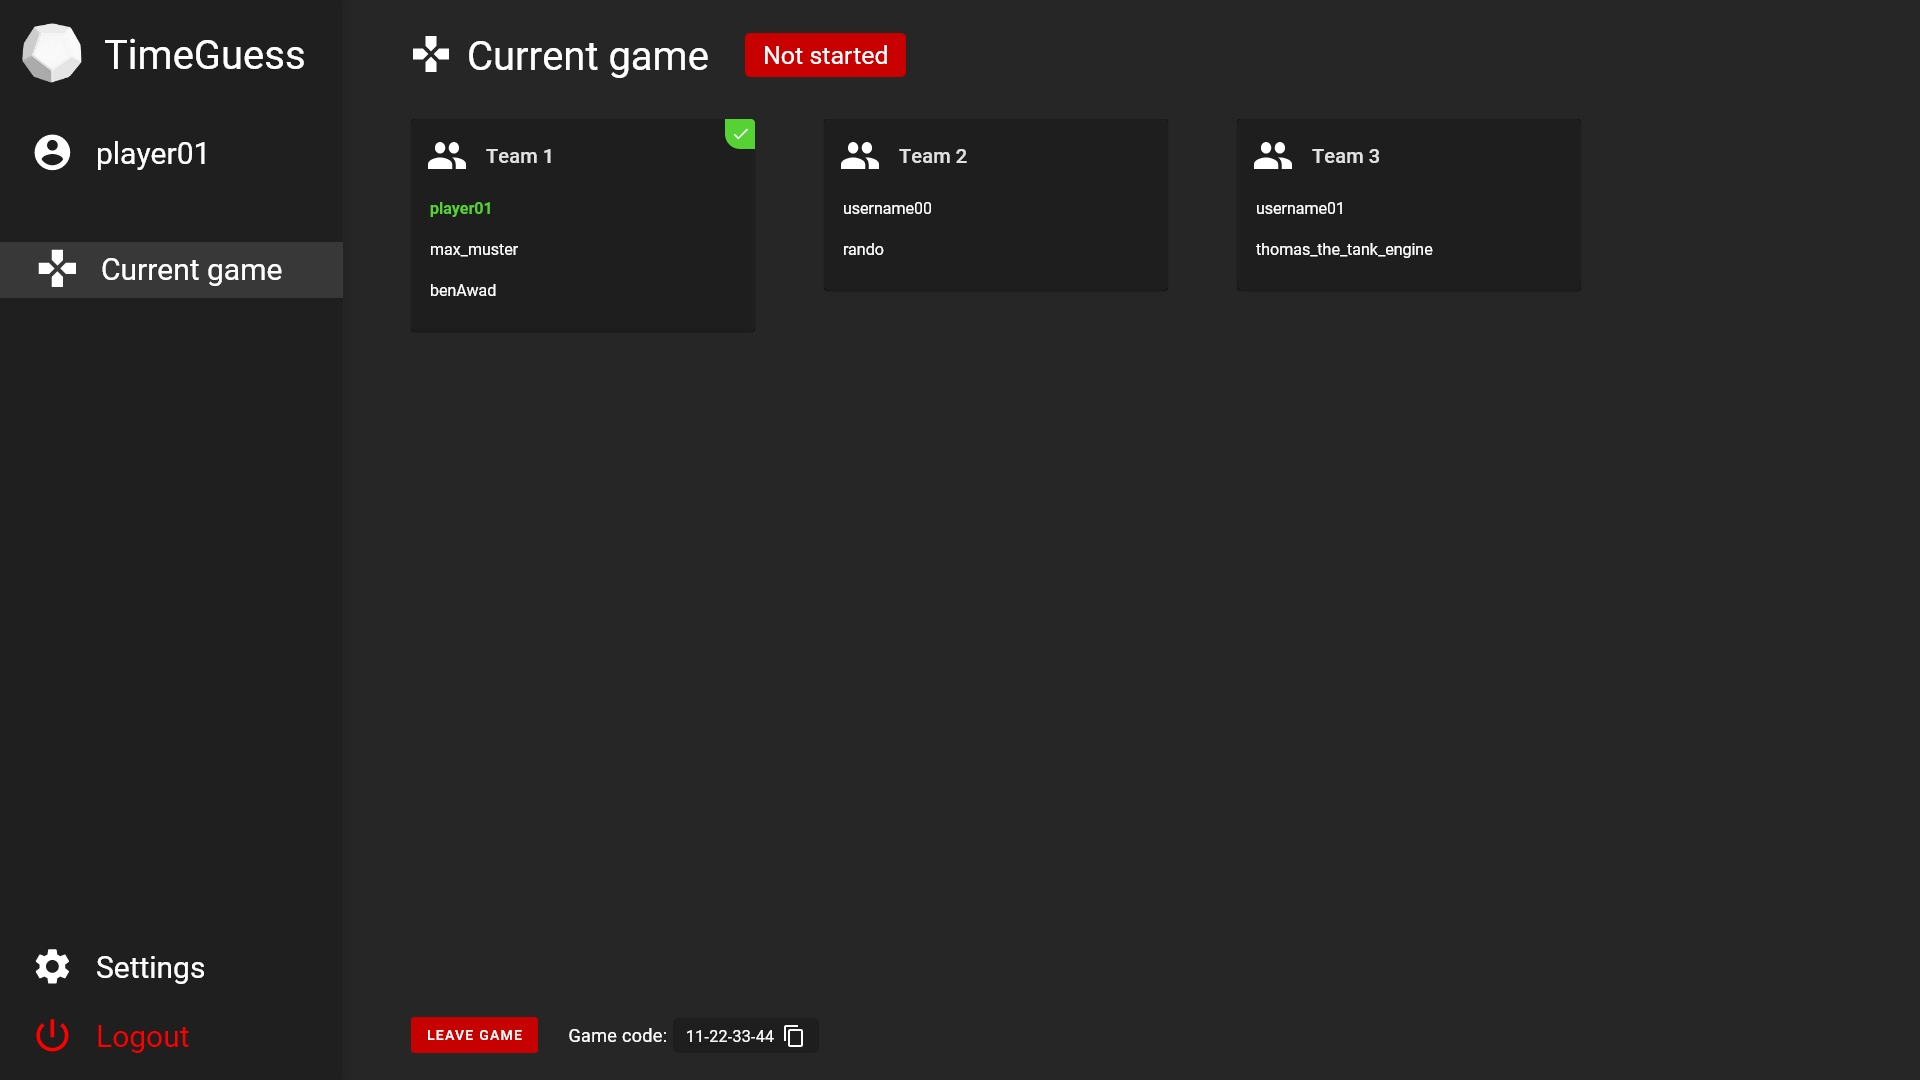 TimeGuess
player01
Current game
Settings
Logout
Current game
Not started
Team 1
player01
max_muster
benAwad
Team 2
username00
rando
Team 3
username01
thomas_the_tank_engine
LEAVE GAME
Game code: 11-22-33-44